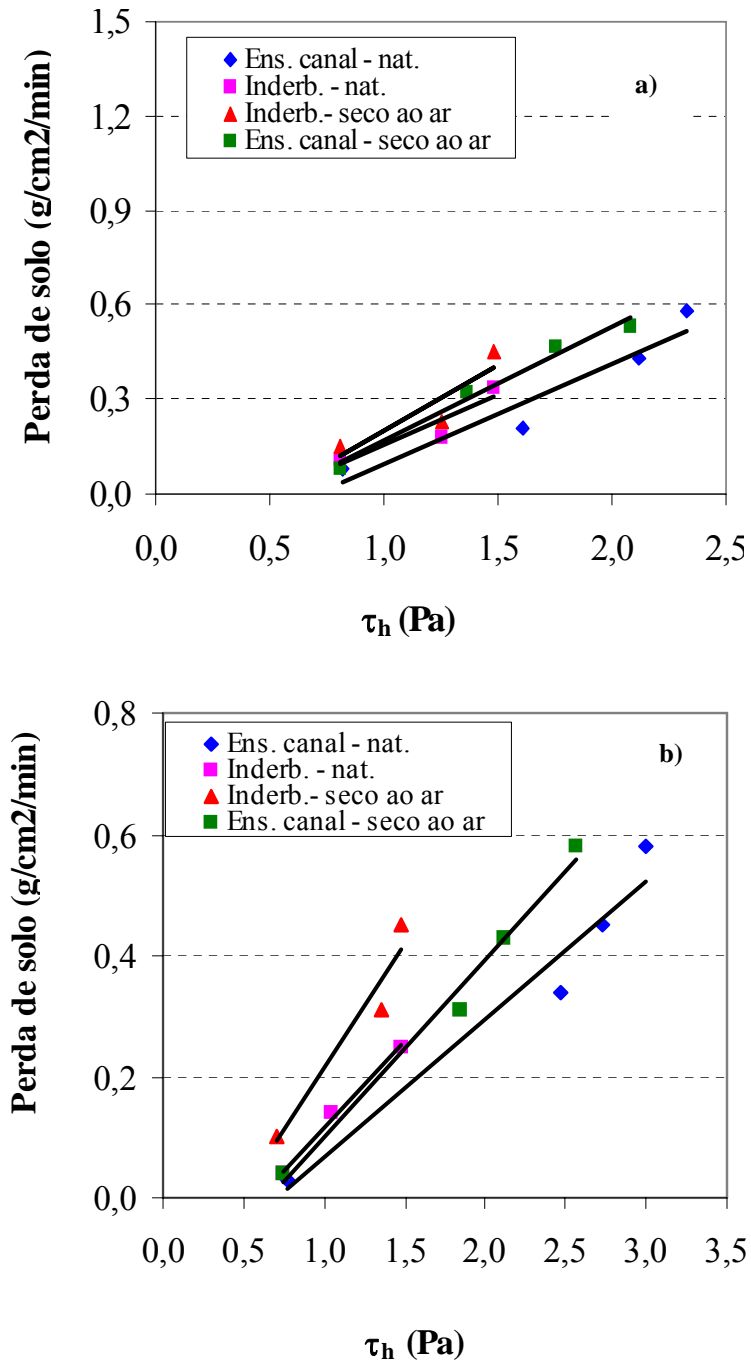 1,5
1,2
0,9
0,6
0,3
0,0
Perda de solo (g/cm2/min)
Ens. canal - nat.
Inderb. - nat.
Inderb.- seco ao ar
Ens. canal - seco ao ar
a)
0,0 0,5 1,0 1,5 2,0 2,5
τh (Pa)
0,8
0,6
0,4
0,2
0,0
Perda de solo (g/cm2/min)
Ens. canal - nat.
Inderb. - nat.
Inderb.- seco ao ar
Ens. canal - seco ao ar
b)
0,0 0,5 1,0 1,5 2,0 2,5 3,0 3,5
τh (Pa)